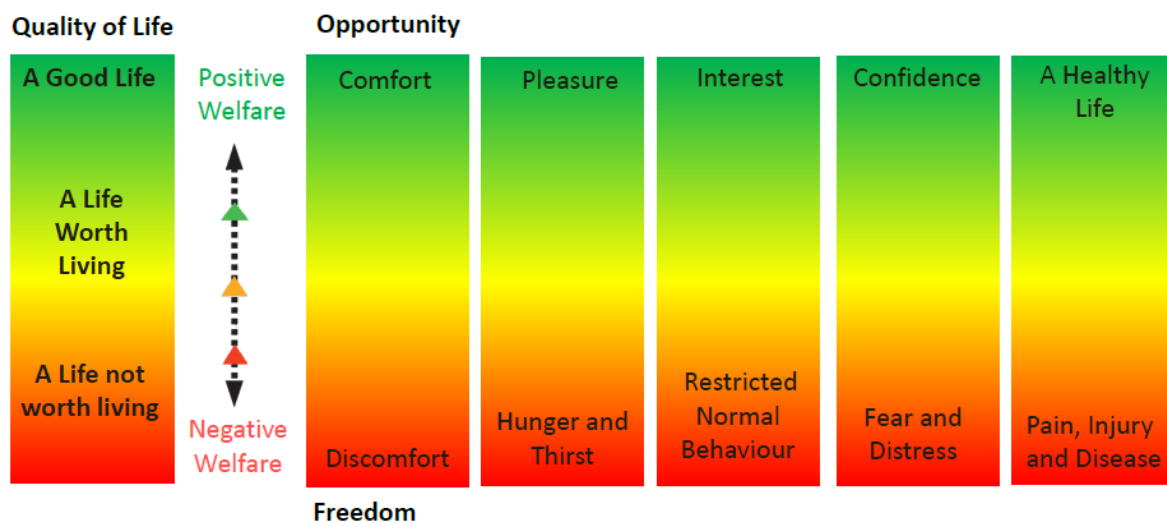 Quality of Life
Opportunity
A Good Life
Positive
Welfare
Comfort
Pleasure
Interest
Confidence
A Healthy
Life
A Life
Worth
Living
A Life not
worth living
Negative
Welfare
Discomfort
Hunger and
Thirst
Restricted
Normal
Behaviour
Fear and
Distress
Pain, Injury
and Disease
Freedom